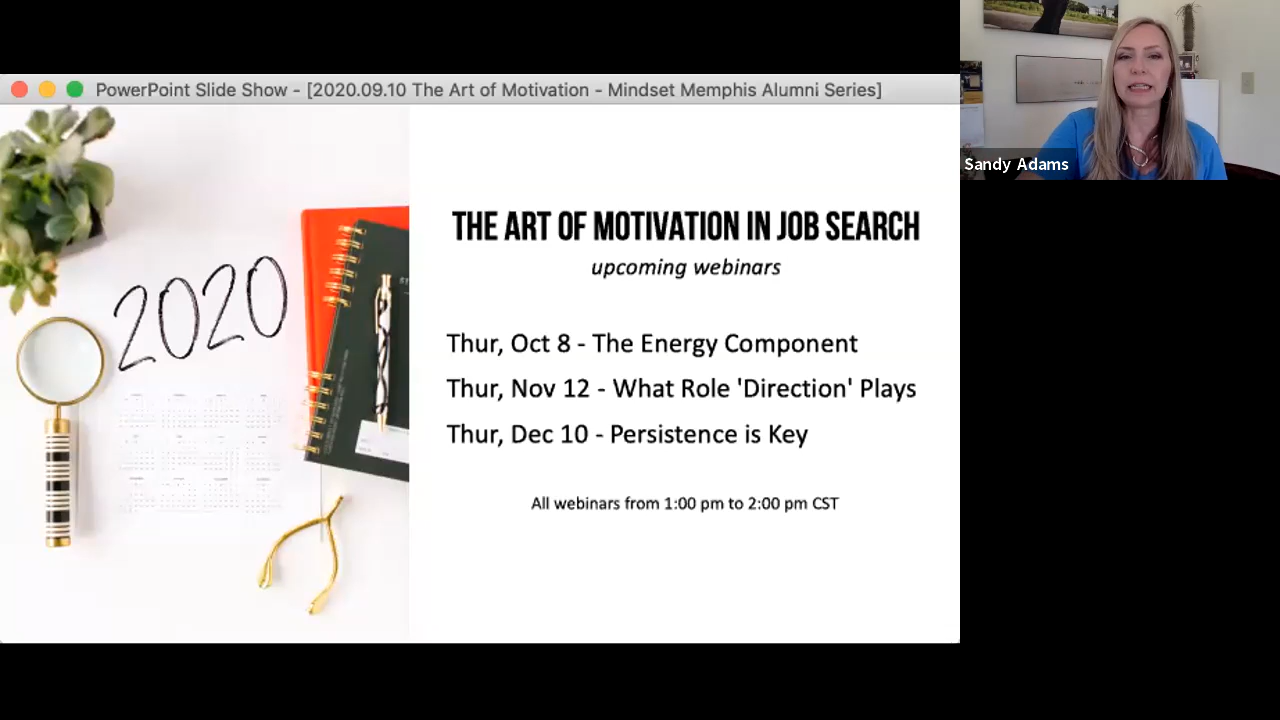 PowerPoint Slide Show - [2020.09.10 The Art of Motivation - Mindset Memphis Alumni Series]
Sandy Adams
2020
THE ART OF MOTIVATION IN JOB SEARCH
upcoming webinars
Thur, Oct 8 - The Energy Component
Thur, Nov 12 - What Role 'Direction' Plays
Thur, Dec 10 - Persistence is Key
All webinars from 1:00 pm to 2:00 pm CST